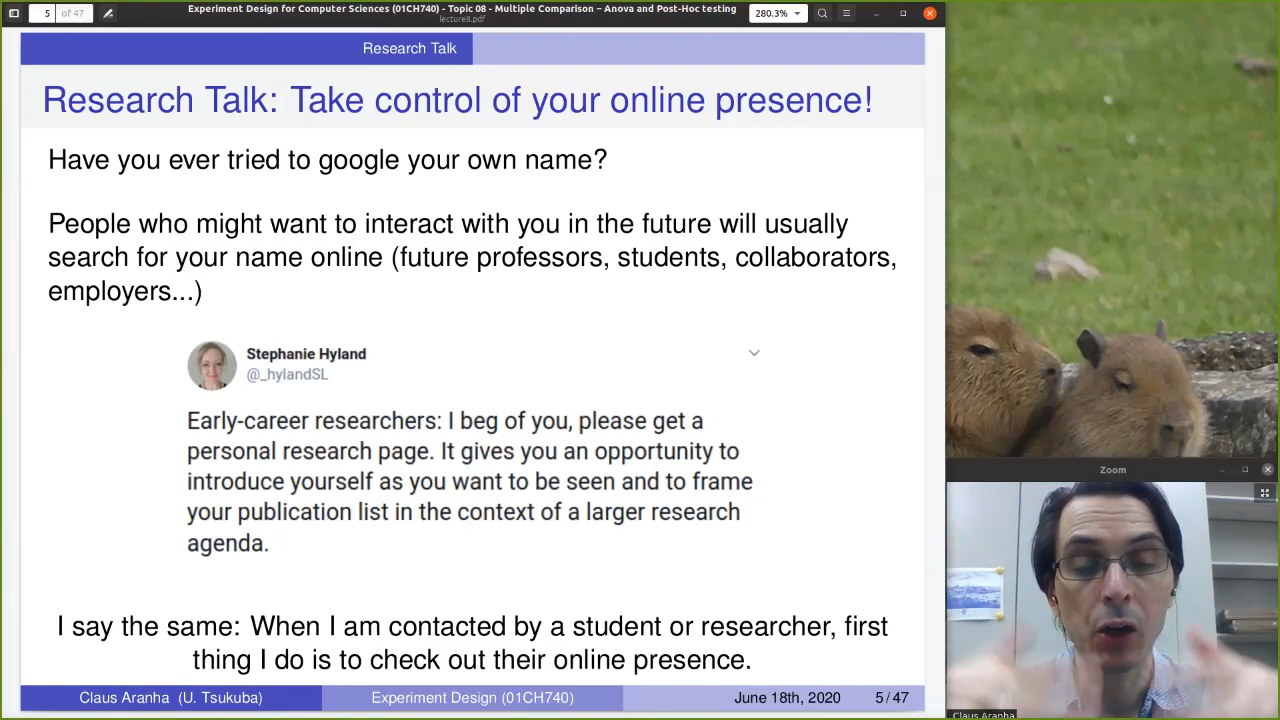 5 of 47
Experiment Design for Computer Sciences (01CH740) - Topic 08 - Multiple Comparison – Anova and Post-Hoc testing
lecture8.pdf
280.3%
Research Talk
Research Talk: Take control of your online presence!
Have you ever tried to google your own name?
People who might want to interact with you in the future will usually
search for your name online (future professors, students, collaborators,
employers...)
Stephanie Hyland
@_hylandSL
Early-career researchers: I beg of you, please get a
personal research page. It gives you an opportunity to
introduce yourself as you want to be seen and to frame
your publication list in the context of a larger research
agenda.
I say the same: When I am contacted by a student or researcher, first
thing I do is to check out their online presence.
Claus Aranha (U. Tsukuba)
Experiment Design (01CH740)
June 18th, 2020
5 / 47
Zoom
Claus Aranha